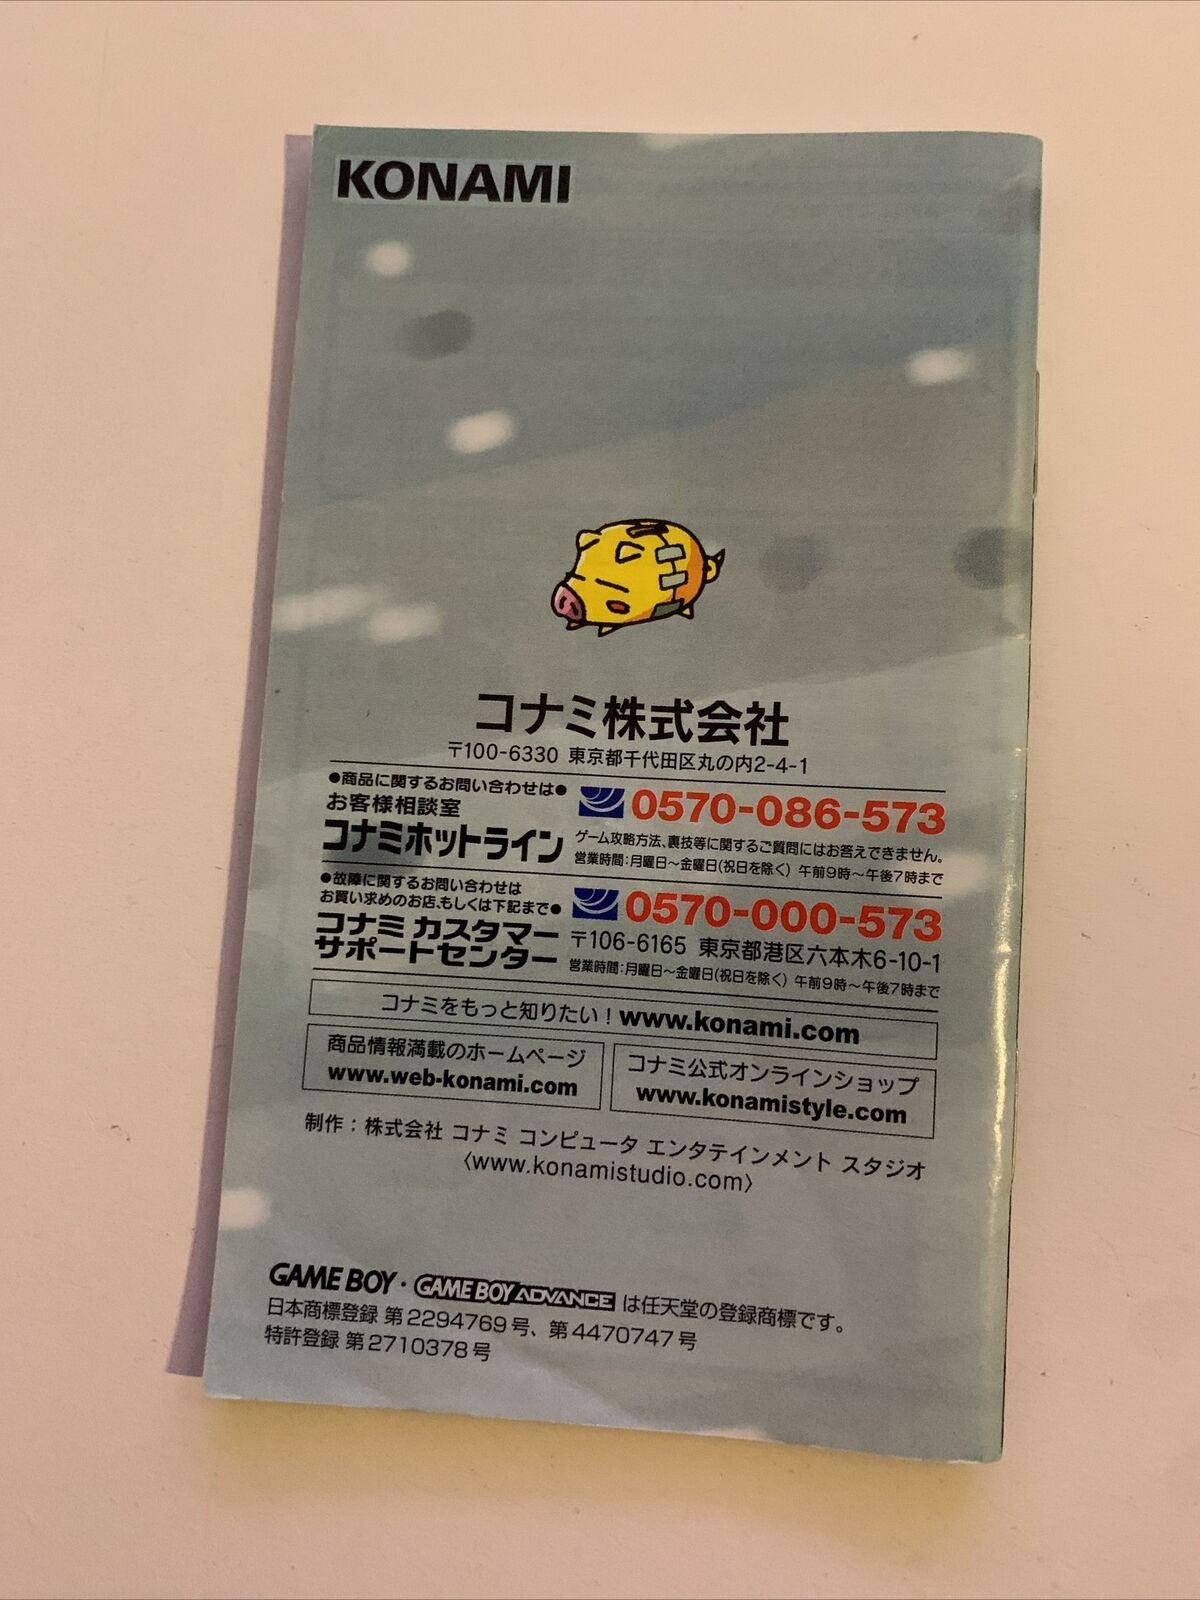 KONAMI
コナミ株式会社
〒100-6330 東京都千代田区丸の内2-4-1
●商品に関するお問い合わせは●
お客様相談室
コナミホットライン
0570-086-573
ゲーム攻略方法、裏技等に関するご質問にはお答えできません。
営業時間:月曜日～金曜日(祝日を除く) 午前9時～午後7時まで
●故障に関するお問い合わせは
お買い求めのお店、もしくは下記まで●
コナミ カスタマー
サポートセンター
0570-000-573
〒106-6165 東京都港区六本木6-10-1
営業時間:月曜日～金曜日(祝日を除く) 午前9時～午後7時まで
コナミをもっと知りたい！www.konami.com
商品情報満載のホームページ
www.web-konami.com
コナミ公式オンラインショップ
www.konamistyle.com
制作：株式会社 コナミ コンピュータ エンタテインメント スタジオ
〈www.konamistudio.com〉
GAME BOY・GAME BOY ADVANCE は任天堂の登録商標です。
日本商標登録 第2294769号、第4470747号
特許登録 第2710378号